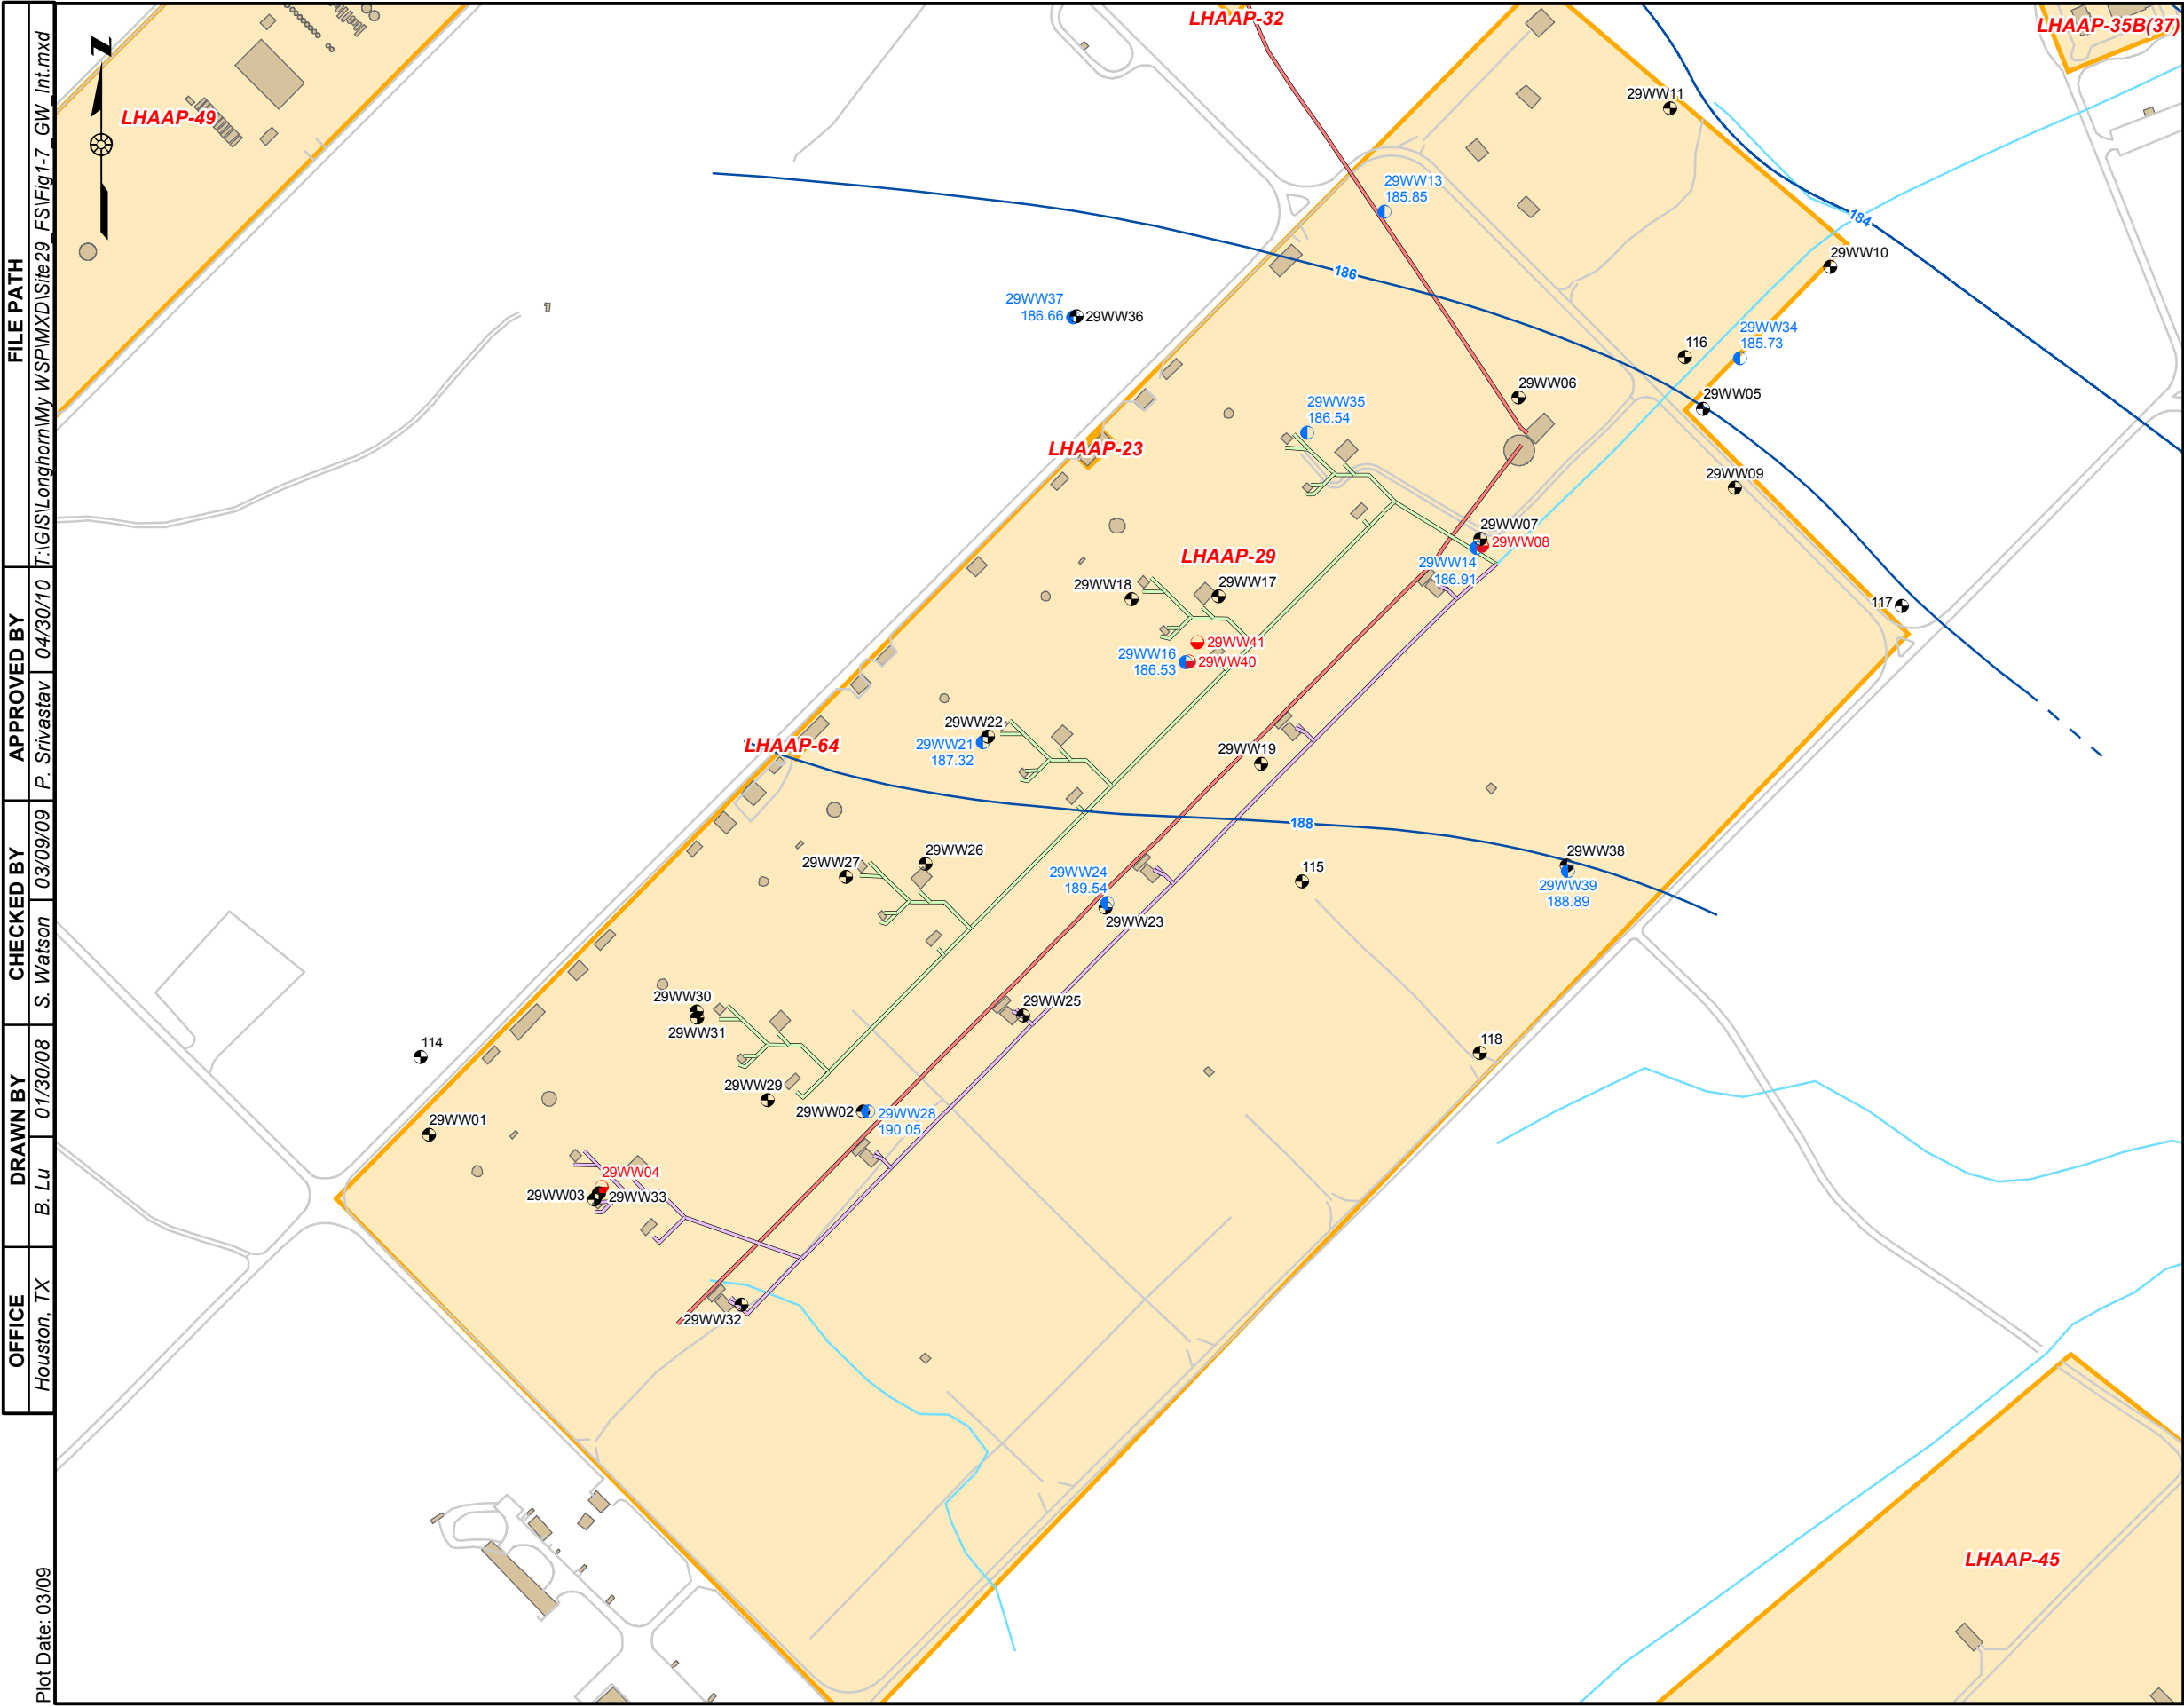 FILE PATH
T:\GIS\Longhorn\My WSP\MXD\Site29_FS\Fig1-7_GW_Int.mxd
APPROVED BY
P. Srivastav 04/30/10
CHECKED BY
S. Watson 03/09/09
DRAWN BY
B. Lu 01/30/08
OFFICE
Houston, TX
Plot Date: 03/09
N
LHAAP-32
LHAAP-35B(37)
LHAAP-49
29WW11
29WW13
185.85
184
29WW10
186
29WW37
186.66
29WW36
29WW34
185.73
116
29WW06
29WW05
29WW35
186.54
LHAAP-23
29WW09
29WW07
29WW08
29WW14
186.91
LHAAP-29
29WW18
29WW17
117
29WW41
29WW16
186.53
29WW40
29WW22
29WW21
187.32
LHAAP-64
29WW19
188
29WW26
29WW27
29WW38
29WW39
188.89
115
29WW24
189.54
29WW23
29WW30
29WW31
29WW25
114
118
29WW29
29WW02
29WW28
190.05
29WW01
29WW04
29WW03
29WW33
29WW32
LHAAP-45